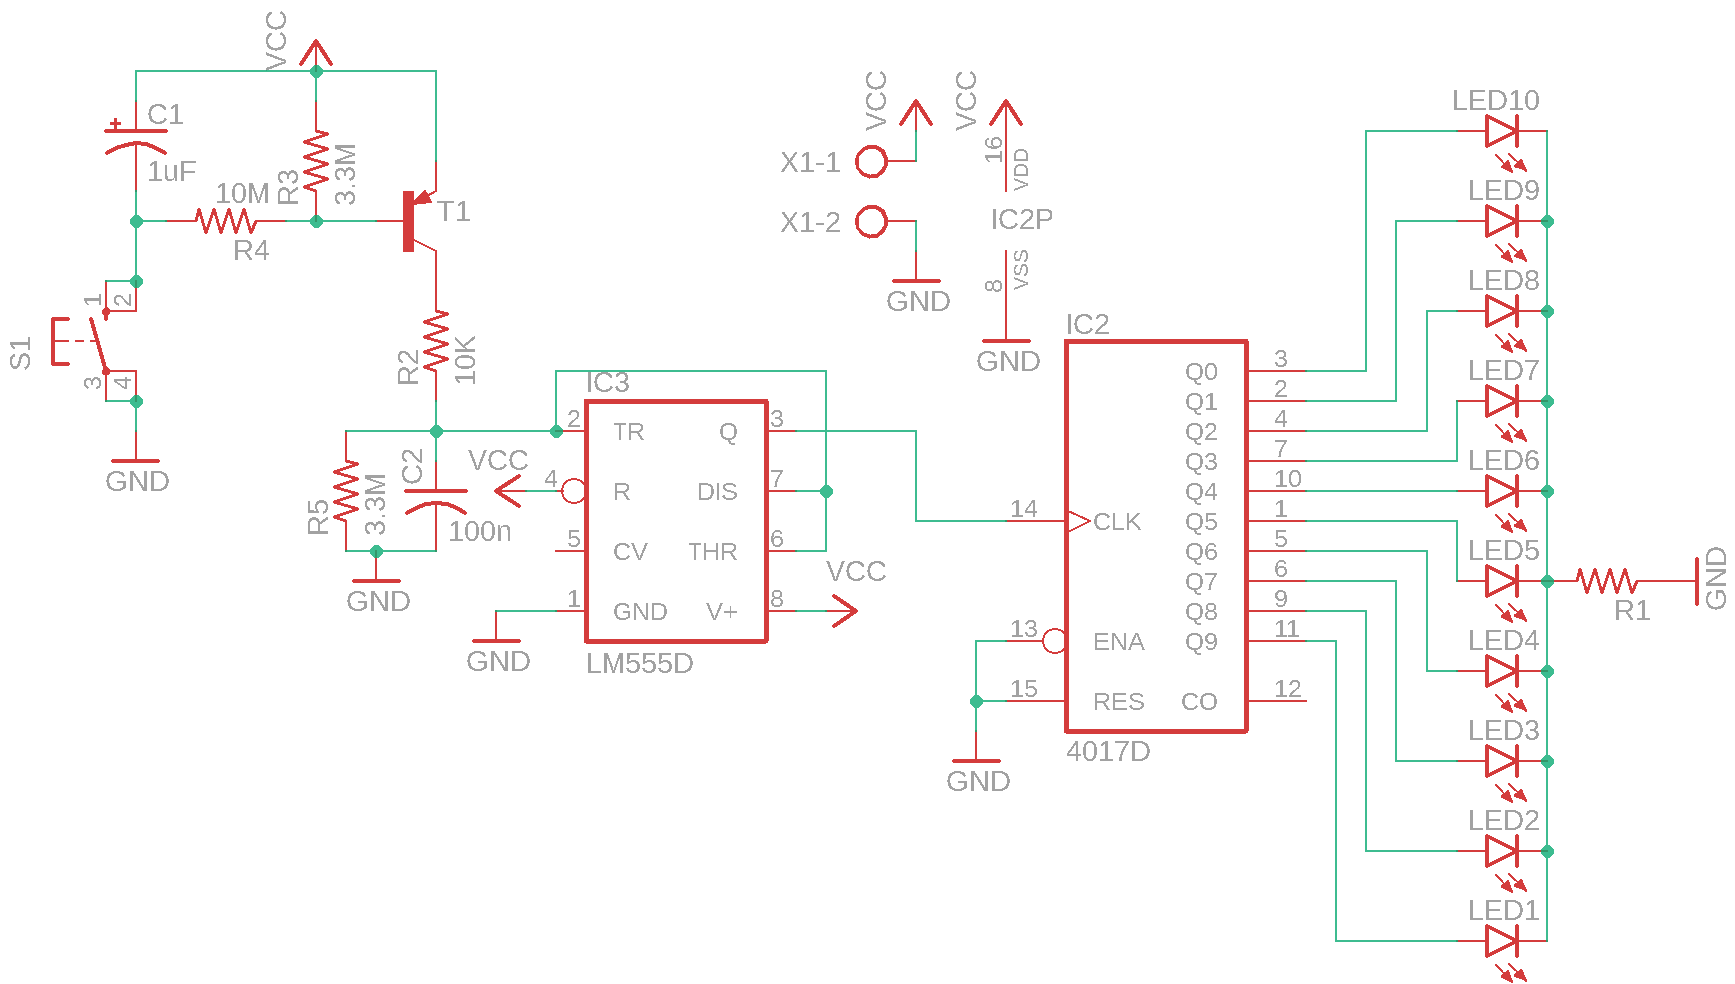 VCC
C1
+
1uF
10M
R4
R3
3.3M
T1
S1
1
2
3
4
GND
R2
10K
R5
3.3M
C2
100n
GND
VCC
IC3
2
TR
Q
3
4
R
DIS
7
5
CV
THR
6
1
GND
V+
8
VCC
GND
LM555D
X1-1
VCC
X1-2
GND
VCC
16
VDD
IC2P
8
VSS
GND
IC2
Q0
3
Q1
2
Q2
4
Q3
7
Q4
10
14
CLK
Q5
1
Q6
5
Q7
6
Q8
9
13
ENA
Q9
11
15
RES
CO
12
4017D
GND
LED10
LED9
LED8
LED7
LED6
LED5
LED4
LED3
LED2
LED1
R1
GND